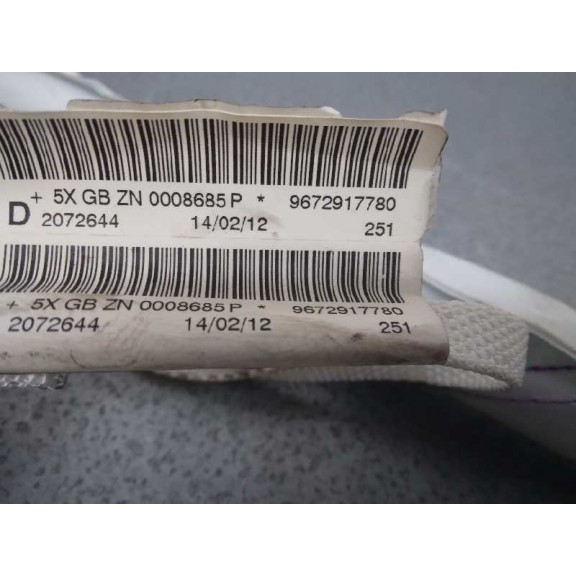 + 5X GB ZN 0008685 P * 9672917780
D 2072644 14/02/12 251
+ 5X GB ZN 0008685 P * 9672917780
2072644 14/02/12 251